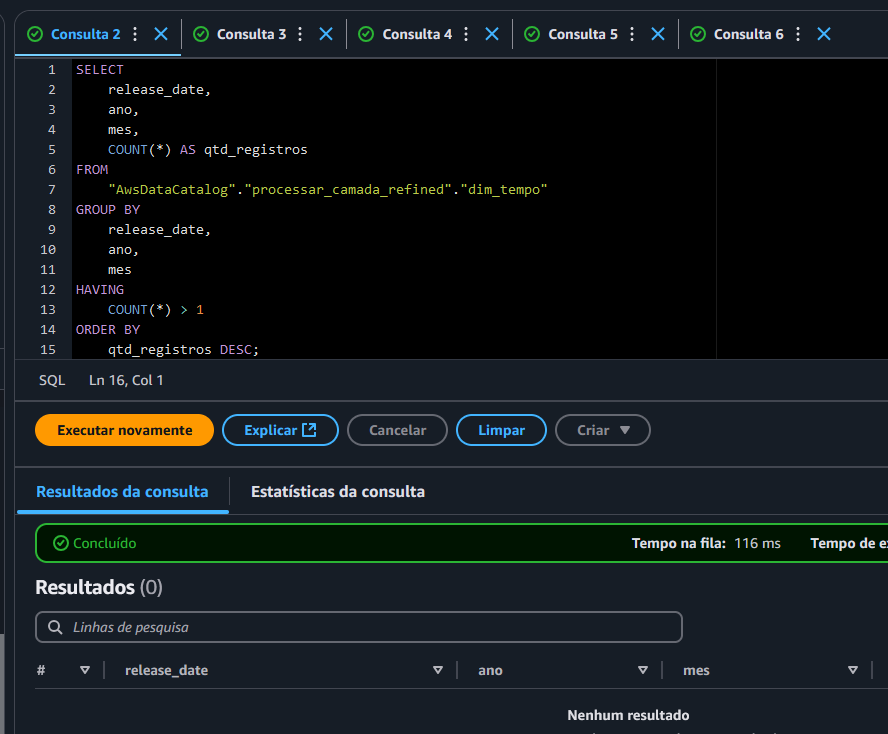 Consulta 2
Consulta 3
Consulta 4
Consulta 5
Consulta 6
1 SELECT
2 release_date,
3 ano,
4 mes,
5 COUNT(*) AS qtd_registros
6 FROM
7 "AwsDataCatalog"."processar_camada_refined"."dim_tempo"
8 GROUP BY
9 release_date,
10 ano,
11 mes
12 HAVING
13 COUNT(*) > 1
14 ORDER BY
15 qtd_registros DESC;
SQL Ln 16, Col 1
Executar novamente Explicar Cancelar Limpar Criar
Resultados da consulta Estatísticas da consulta
Concluído Tempo na fila: 116 ms Tempo de
Resultados (0)
Linhas de pesquisa
# release_date ano mes
Nenhum resultado